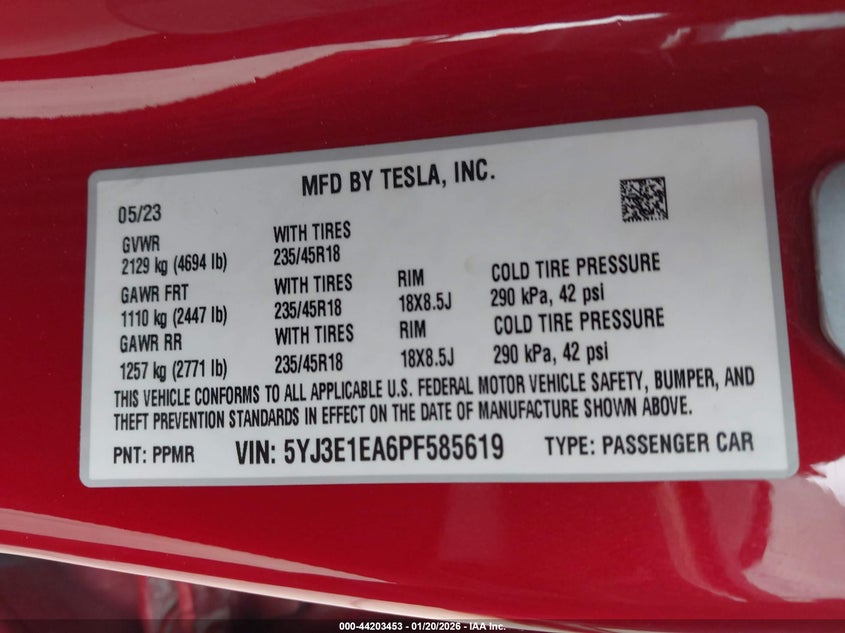 MFD BY TESLA, INC.
05/23
GVWR
2129 kg (4694 lb)
WITH TIRES
235/45R18
GAWR FRT
1110 kg (2447 lb)
WITH TIRES
235/45R18
RIM
18X8.5J
COLD TIRE PRESSURE
290 kPa, 42 psi
GAWR RR
1257 kg (2771 lb)
WITH TIRES
235/45R18
RIM
18X8.5J
COLD TIRE PRESSURE
290 kPa, 42 psi
THIS VEHICLE CONFORMS TO ALL APPLICABLE U.S. FEDERAL MOTOR VEHICLE SAFETY, BUMPER, AND
THEFT PREVENTION STANDARDS IN EFFECT ON THE DATE OF MANUFACTURE SHOWN ABOVE.
PNT: PPMR VIN: 5YJ3E1EA6PF585619 TYPE: PASSENGER CAR
000-44203453 - 01/20/2026 - IAA Inc.